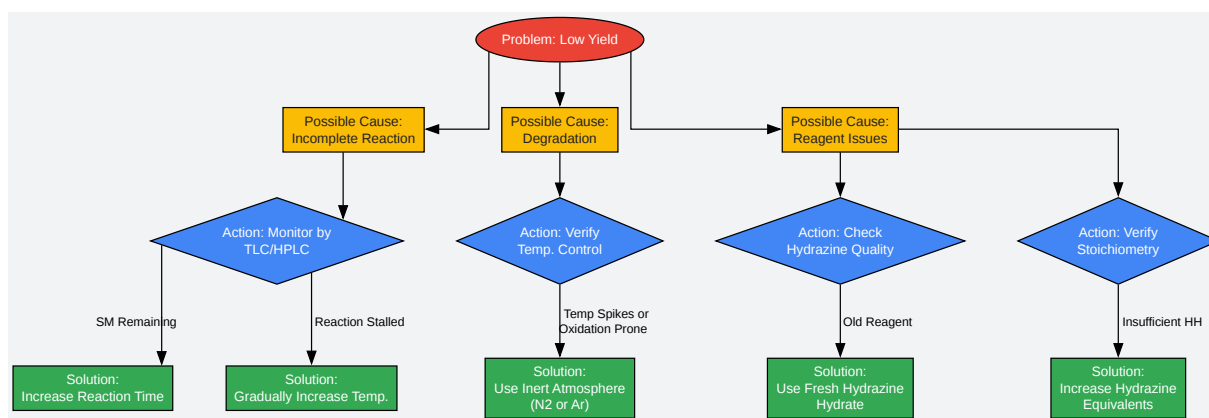 Problem: Low Yield
Possible Cause:
Incomplete Reaction
Possible Cause:
Degradation
Possible Cause:
Reagent Issues
Action: Monitor by
TLC/HPLC
Action: Verify
Temp. Control
Action: Check
Hydrazine Quality
Action: Verify
Stoichiometry
SM Remaining
Reaction Stalled
Temp Spikes or
Oxidation Prone
Old Reagent
Insufficient HH
Solution:
Increase Reaction Time
Solution:
Gradually Increase Temp.
Solution:
Use Inert Atmosphere
(N2 or Ar)
Solution:
Use Fresh Hydrazine
Hydrate
Solution:
Increase Hydrazine
Equivalents